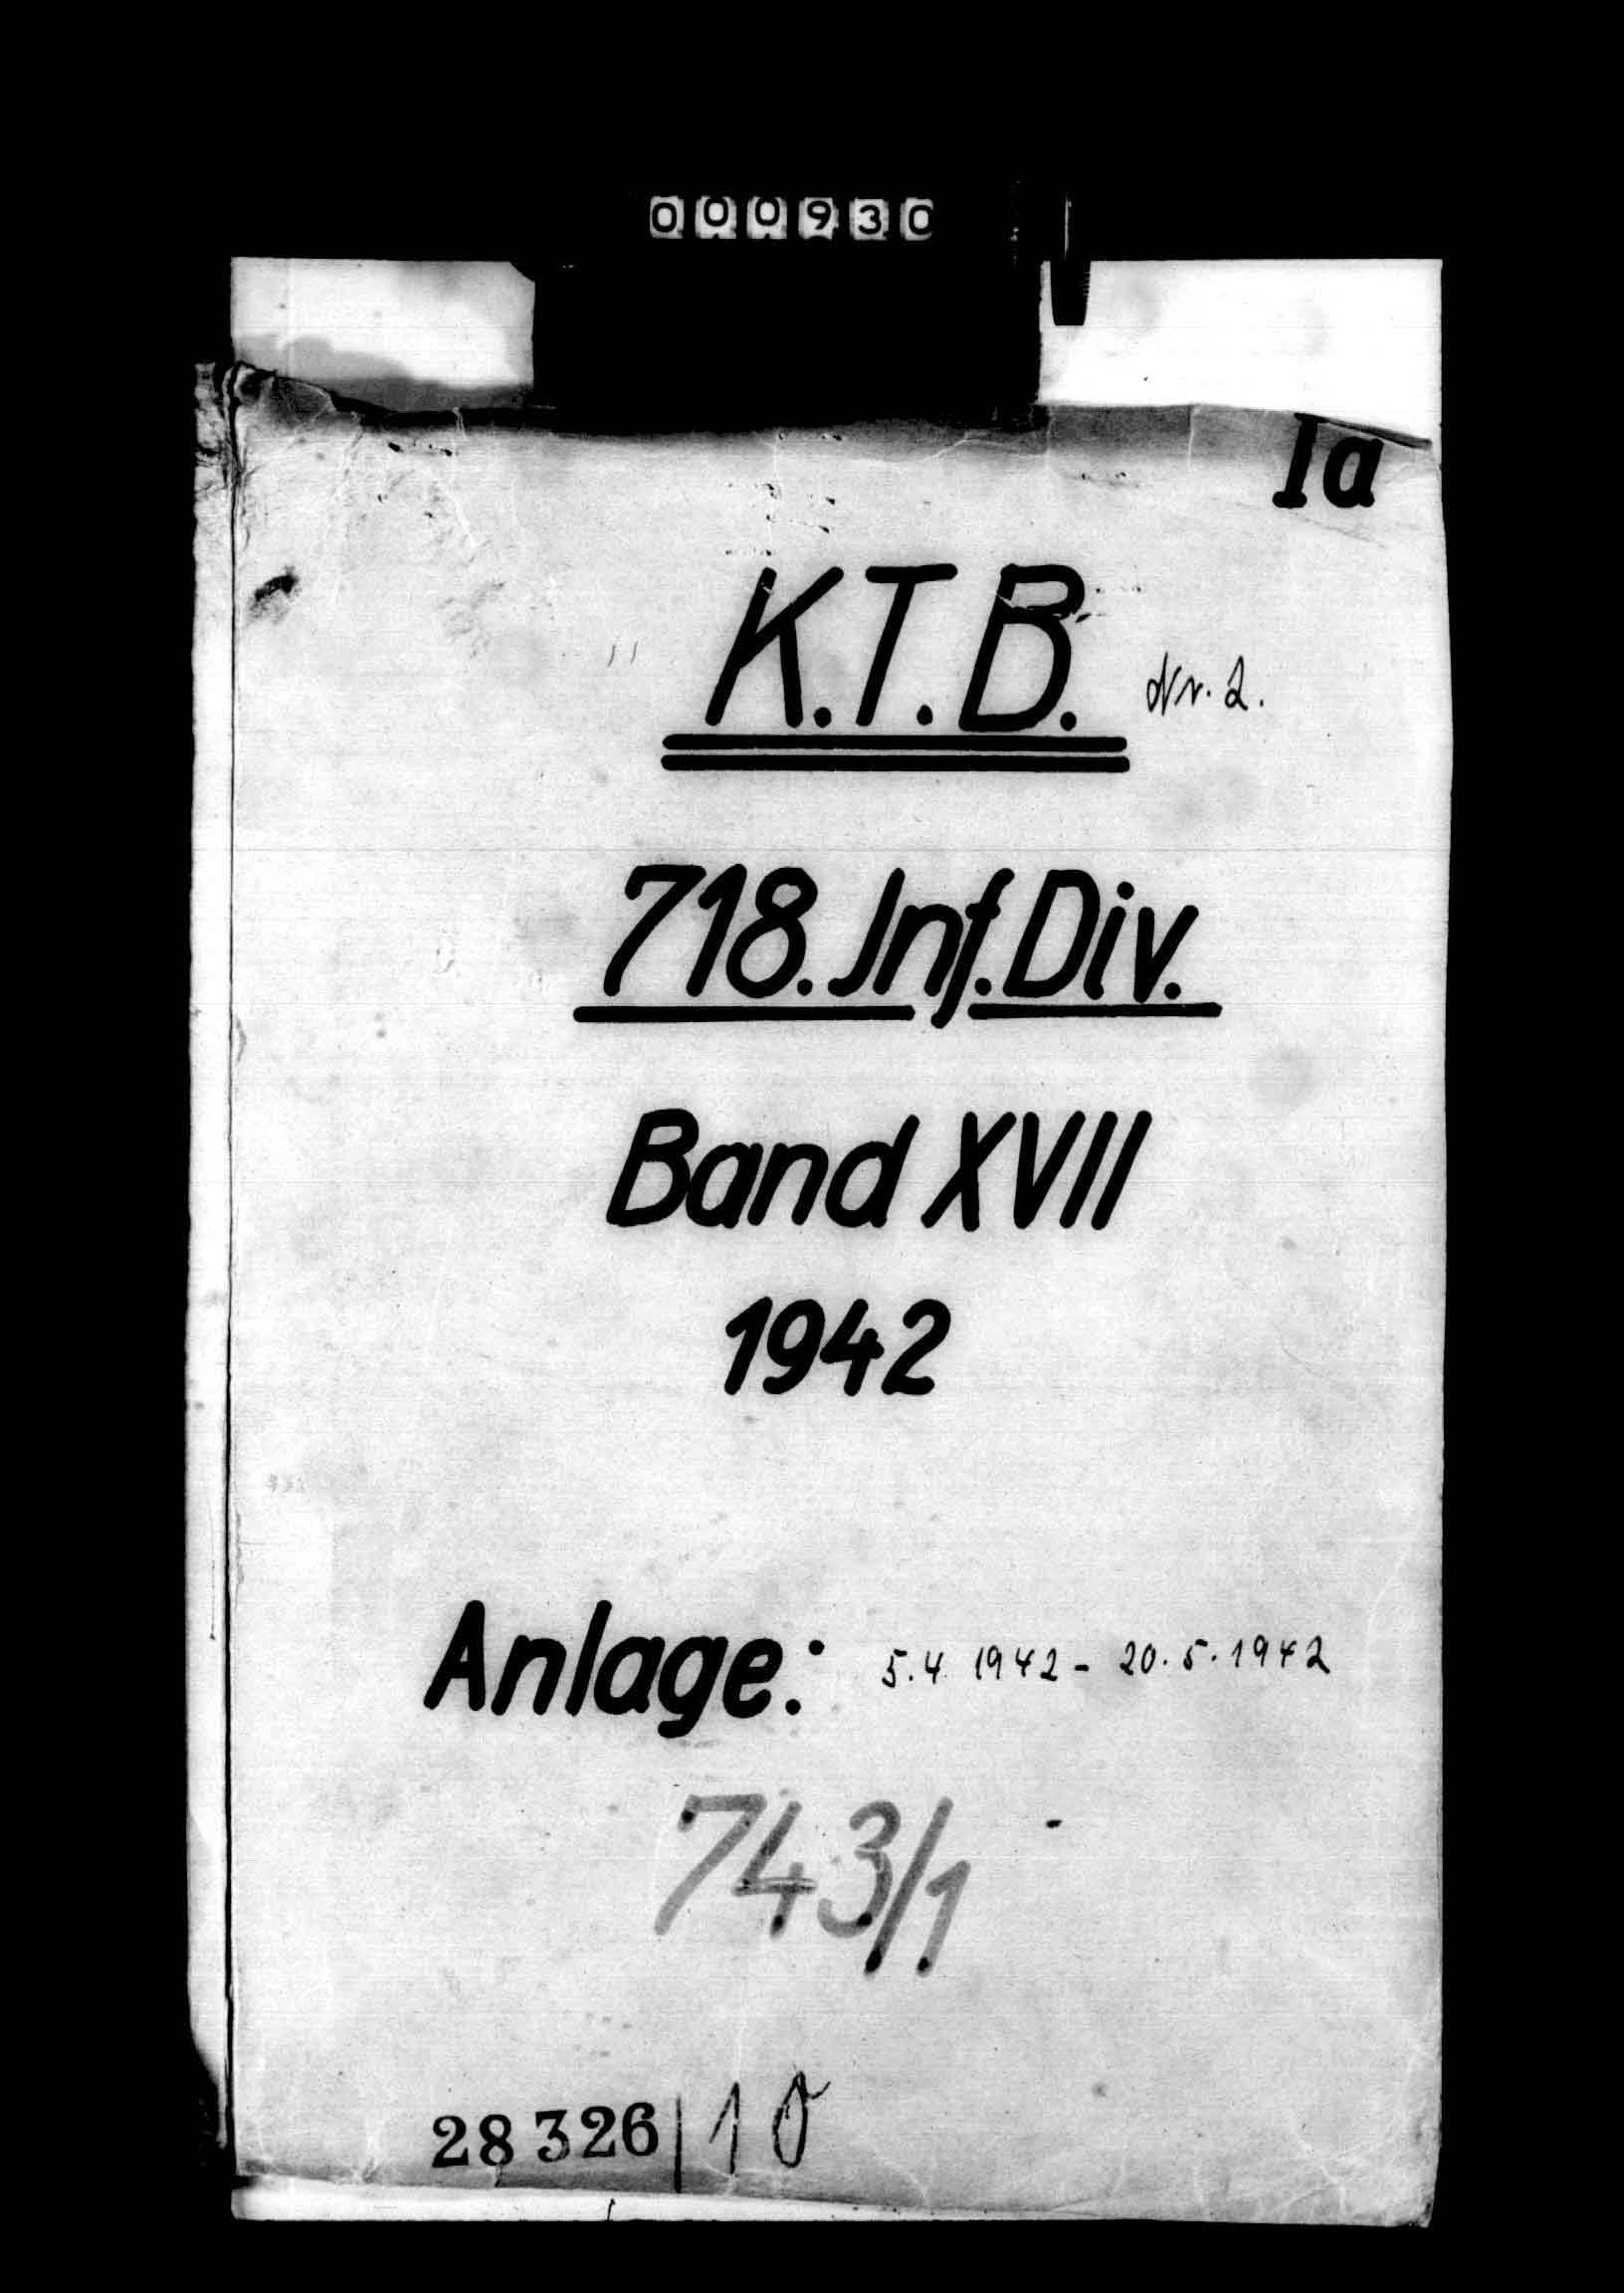 000930
Ia
K.T.B. Nr. 2.
718. Jnf. Div.
Band XVII
1942
Anlage: 5.4. 1942 - 20.5.1942
743/1
28326/10